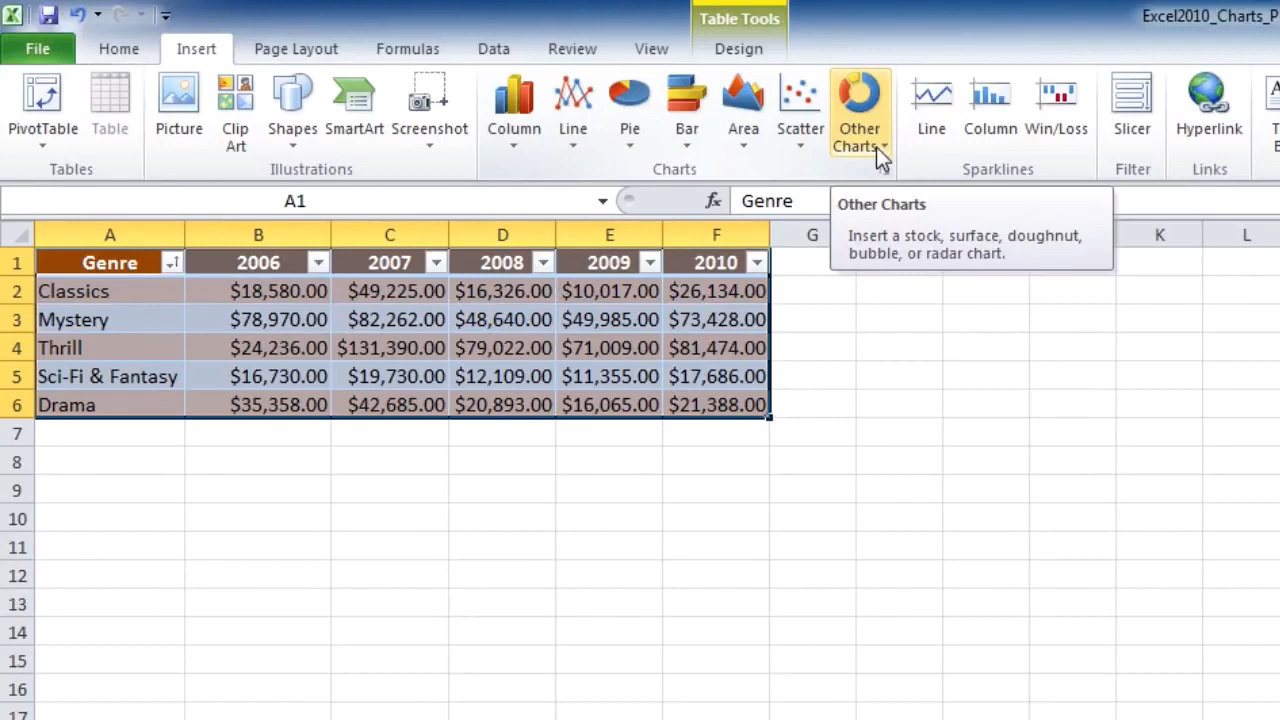 Excel2010_Charts_P
Table Tools
File Home Insert Page Layout Formulas Data Review View Design
PivotTable Table Picture Clip Art Shapes SmartArt Screenshot Column Line Pie Bar Area Scatter Other Charts Line Column Win/Loss Slicer Hyperlink
Tables Illustrations Charts Sparklines Filter Links
A1 fx Genre
Other Charts
Insert a stock, surface, doughnut,
bubble, or radar chart.
A B C D E F G K L
1 Genre 2006 2007 2008 2009 2010
2 Classics $18,580.00 $49,225.00 $16,326.00 $10,017.00 $26,134.00
3 Mystery $78,970.00 $82,262.00 $48,640.00 $49,985.00 $73,428.00
4 Thrill $24,236.00 $131,390.00 $79,022.00 $71,009.00 $81,474.00
5 Sci-Fi & Fantasy $16,730.00 $19,730.00 $12,109.00 $11,355.00 $17,686.00
6 Drama $35,358.00 $42,685.00 $20,893.00 $16,065.00 $21,388.00
7
8
9
10
11
12
13
14
15
16
17